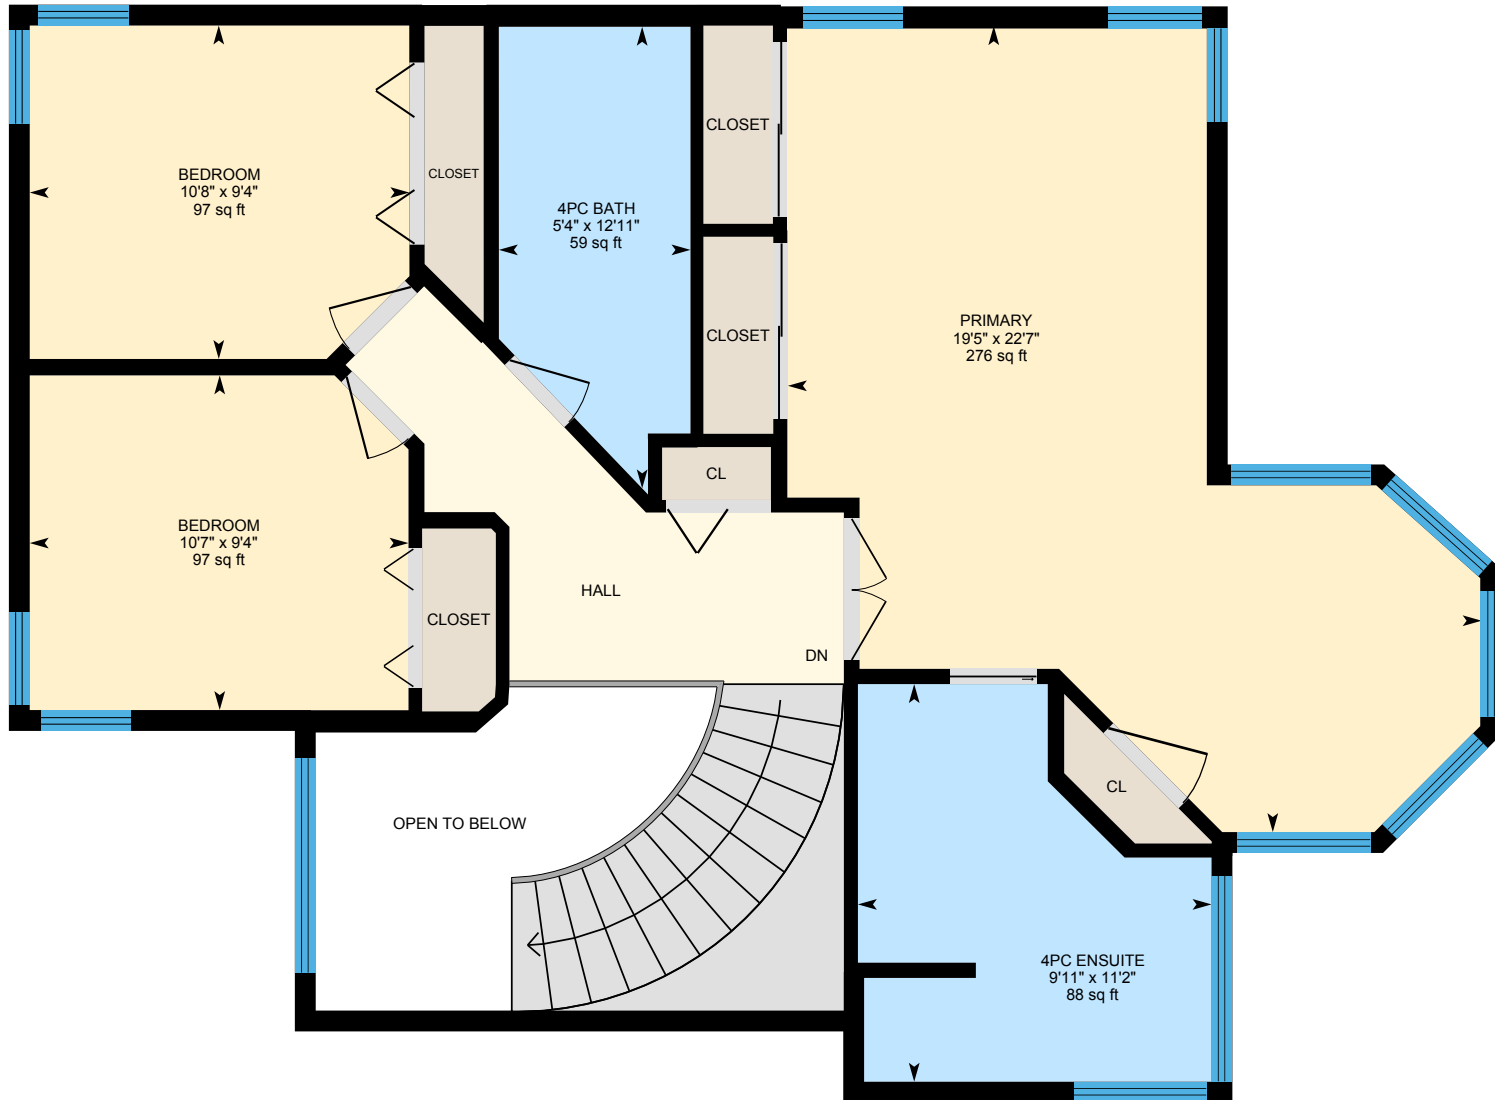 BEDROOM
10'8" x 9'4"
97 sq ft
CLOSET
4PC BATH
5'4" x 12'11"
59 sq ft
CLOSET
CLOSET
PRIMARY
19'5" x 22'7"
276 sq ft
CL
BEDROOM
10'7" x 9'4"
97 sq ft
CLOSET
HALL
DN
OPEN TO BELOW
CL
4PC ENSUITE
9'11" x 11'2"
88 sq ft